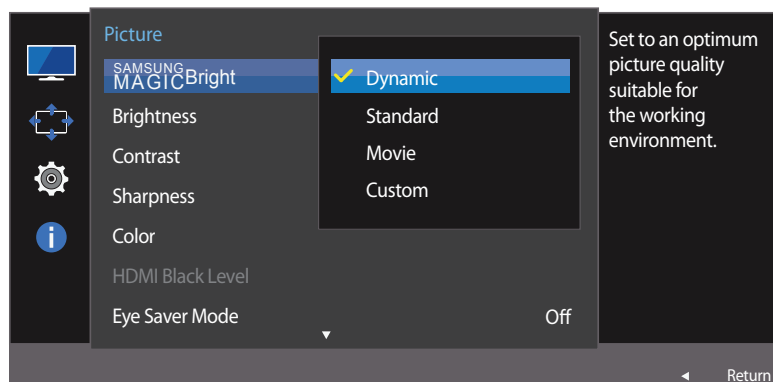 Picture
SAMSUNG
MAGICBright
Brightness
Contrast
Sharpness
Color
HDMI Black Level
Eye Saver Mode
Off
Dynamic
Standard
Movie
Custom
Set to an optimum
picture quality
suitable for
the working
environment.
Return